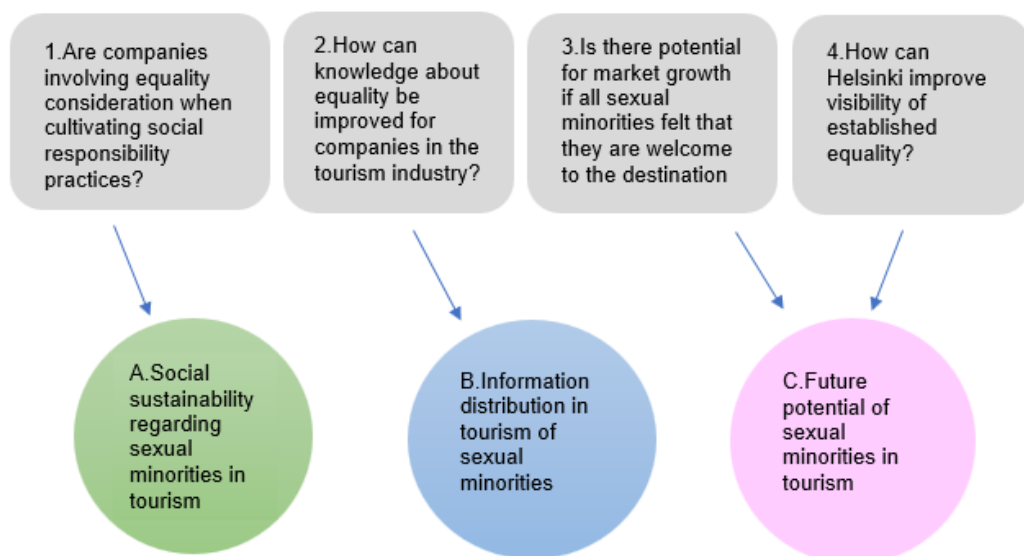 1.Are companies
involving equality
consideration when
cultivating social
responsibility
practices?
2.How can
knowledge about
equality be
improved for
companies in the
tourism industry?
3.Is there potential
for market growth
if all sexual
minorities felt that
they are welcome
to the destination
4.How can
Helsinki improve
visibility of
established
equality?
A.Social
sustainability
regarding
sexual
minorities in
tourism
B.Information
distribution in
tourism of
sexual
minorities
C.Future
potential of
sexual
minorities in
tourism